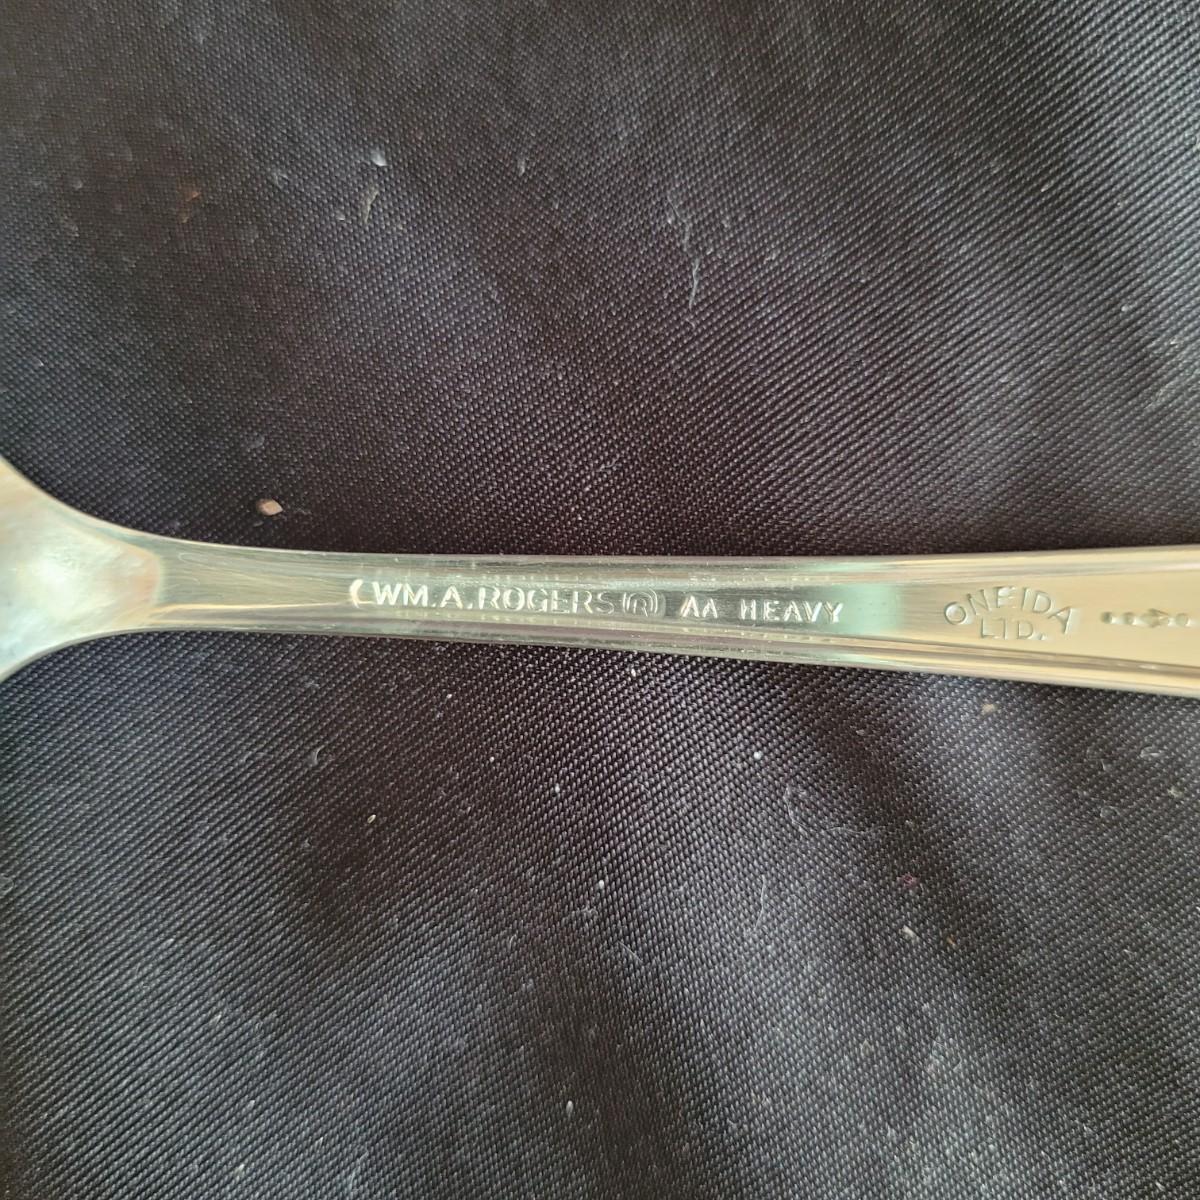 (WM.A.ROGERS®) AA HEAVY
ONEIDA
LTD.